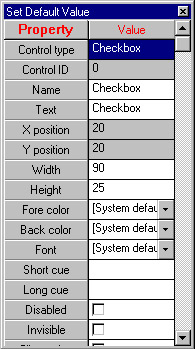 Set Default Value
Property Value
Control type Checkbox
Control ID 0
Name Checkbox
Text Checkbox
X position 20
Y position 20
Width 90
Height 25
Fore color [System defau
Back color [System defau
Font [System defau
Short cue
Long cue
Disabled
Invisible